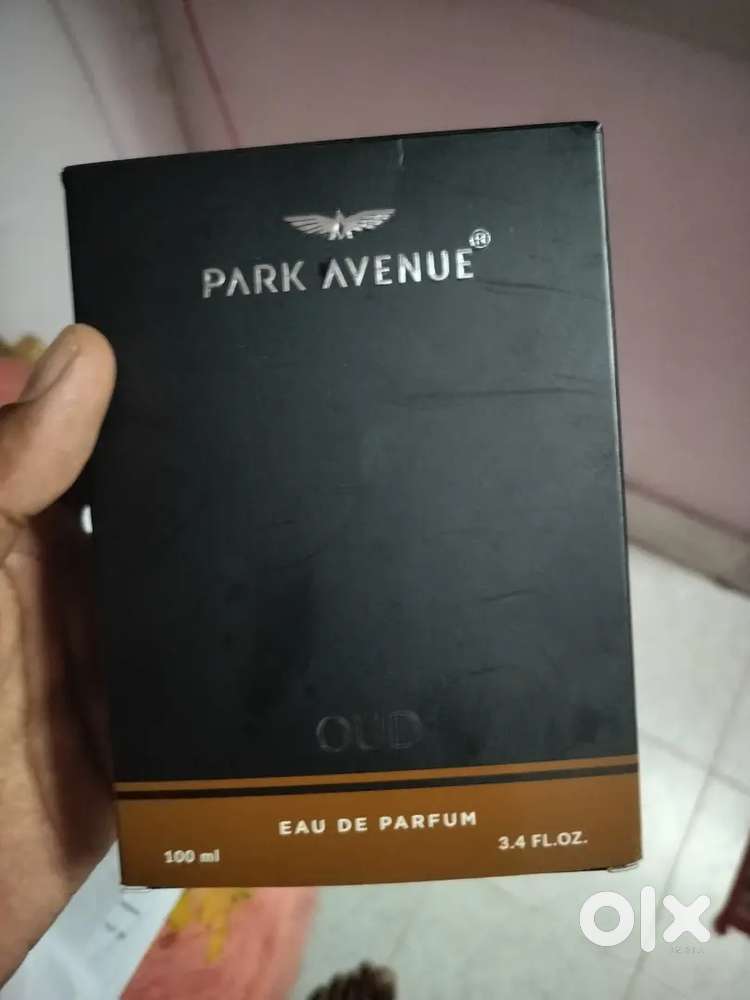 PARK AVENUE®
OUD
EAU DE PARFUM
100 ml
3.4 FL.OZ.
olx